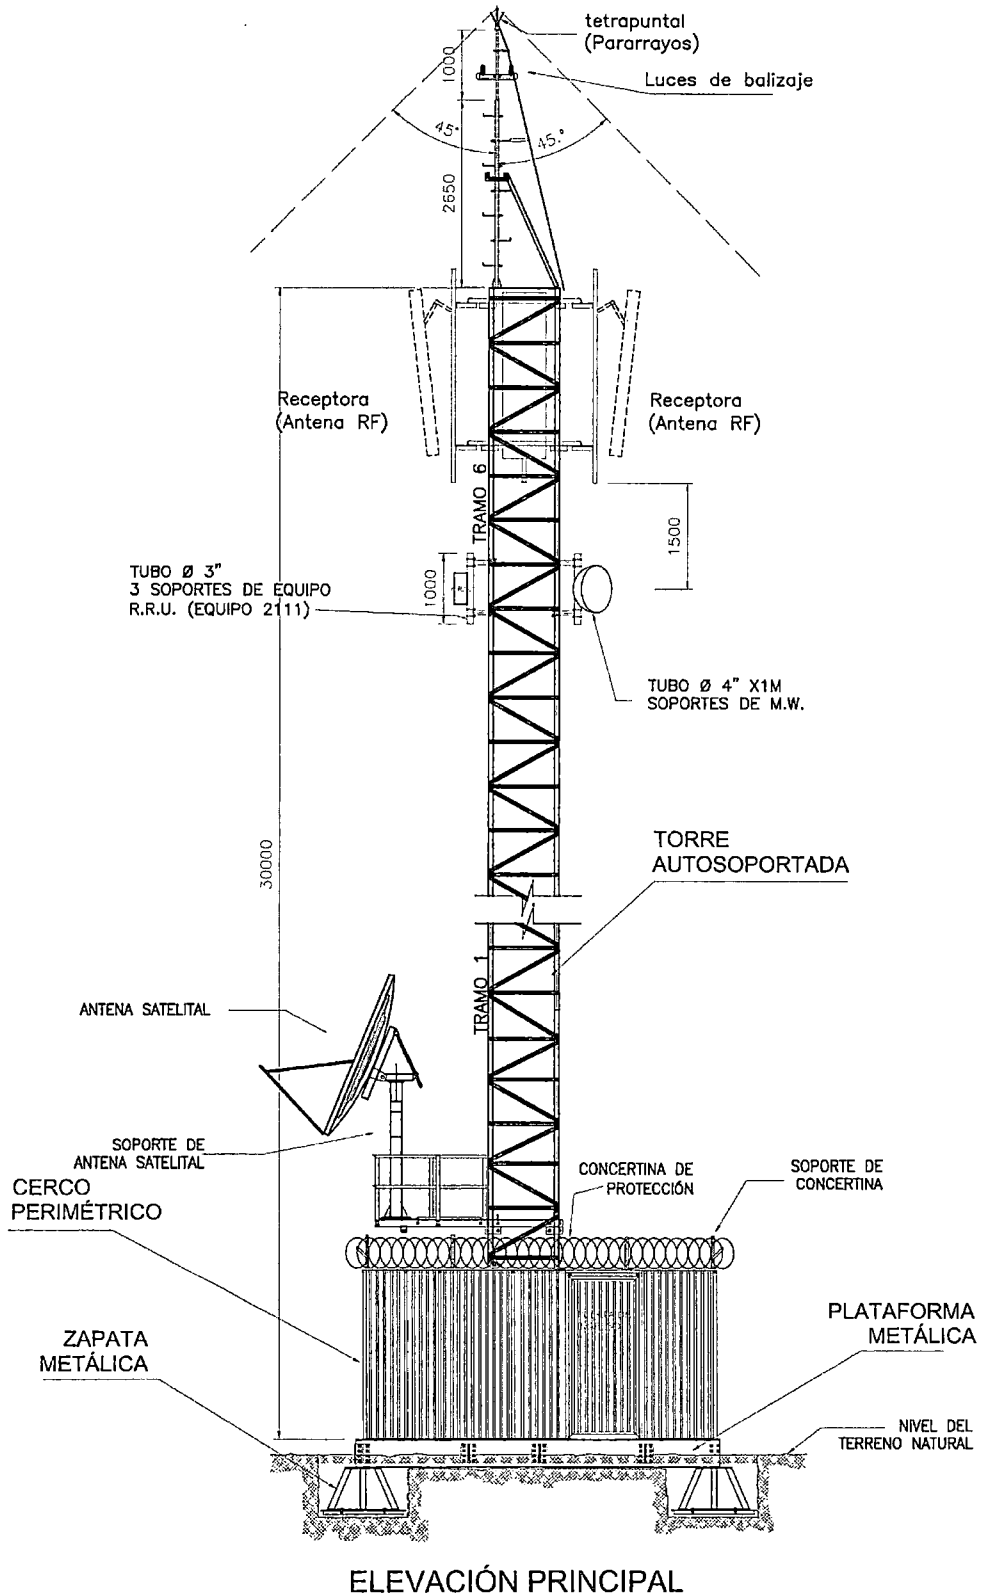 tetrapuntal
(Pararrayos)
1000
Luces de balizaje
45°
45.°
2650
Receptora
(Antena RF)
Receptora
(Antena RF)
TRAMO 6
1500
TUBO Ø 3"
3 SOPORTES DE EQUIPO
R.R.U. (EQUIPO 2111)
1000
TUBO Ø 4" X1M
SOPORTES DE M.W.
TORRE
AUTOSOPORTADA
30000
TRAMO 1
ANTENA SATELITAL
SOPORTE DE
ANTENA SATELITAL
CONCERTINA DE
PROTECCIÓN
SOPORTE DE
CONCERTINA
CERCO
PERIMÉTRICO
PLATAFORMA
METÁLICA
ZAPATA
METÁLICA
NIVEL DEL
TERRENO NATURAL
ELEVACIÓN PRINCIPAL